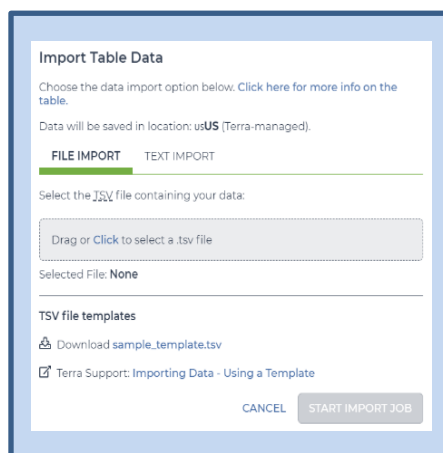 Import Table Data
Choose the data import option below. Click here for more info on the
table.
Data will be saved in location: usUS (Terra-managed).
FILE IMPORT TEXT IMPORT
Select the TSV file containing your data:
Drag or Click to select a .tsv file
Selected File: None
TSV file templates
Download sample_template.tsv
Terra Support: Importing Data - Using a Template
CANCEL START IMPORT JOB